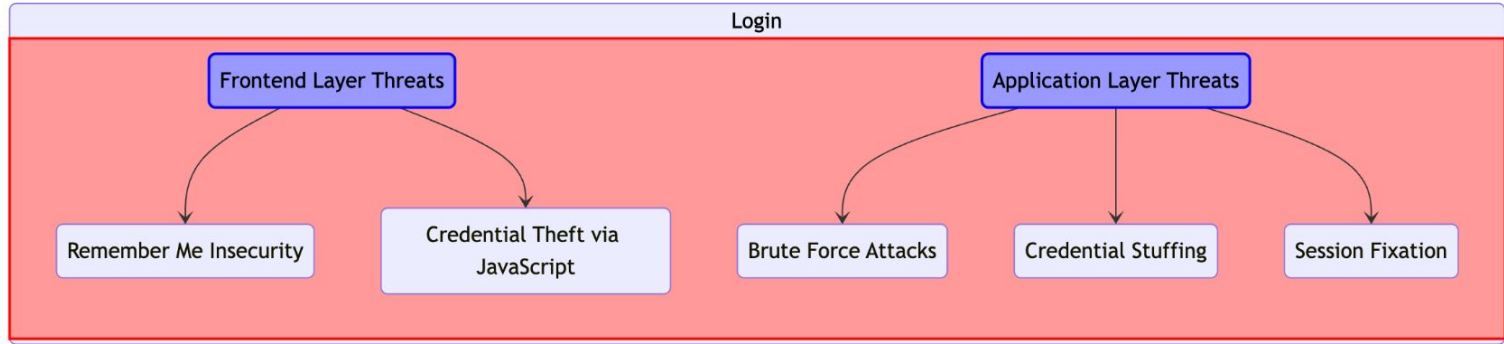 Login
Frontend Layer Threats
Application Layer Threats
Remember Me Insecurity
Credential Theft via
JavaScript
Brute Force Attacks
Credential Stuffing
Session Fixation